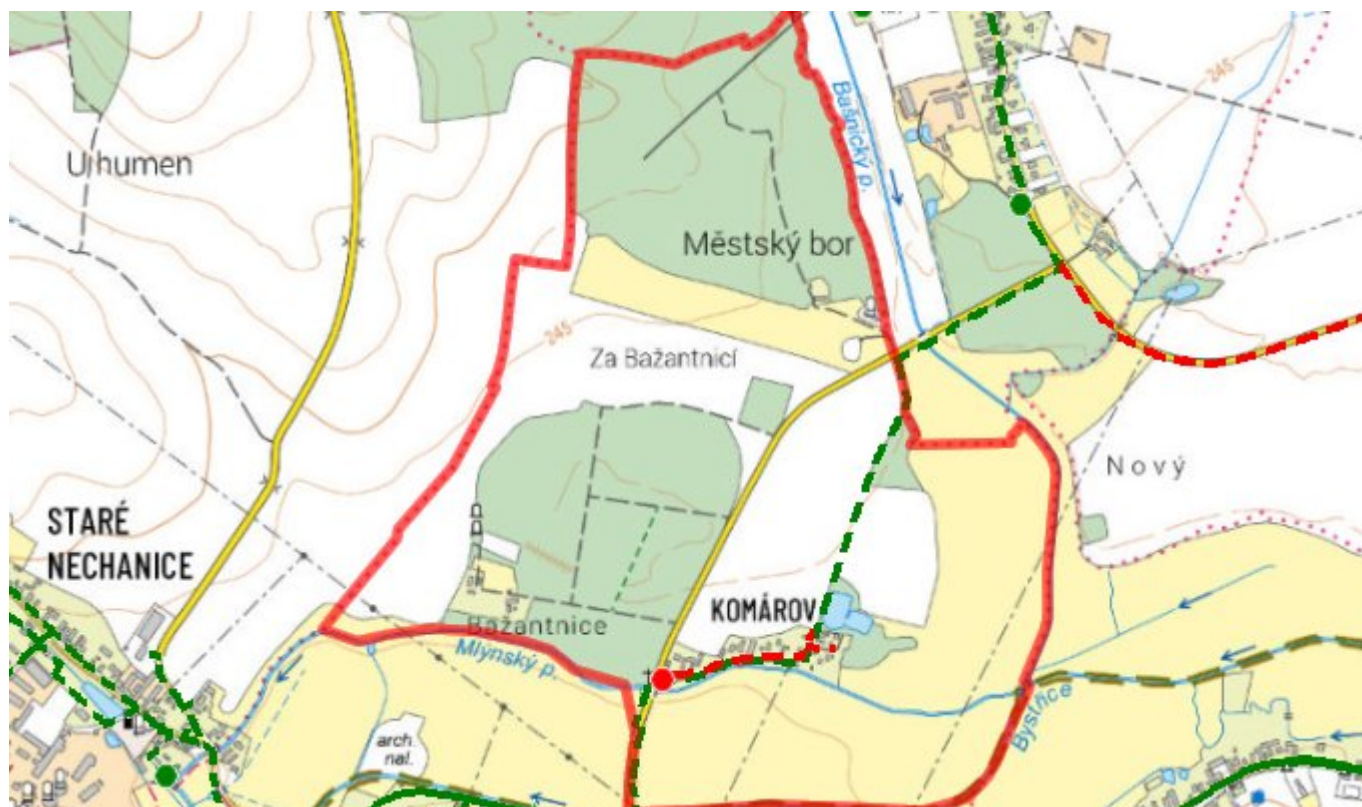 245
Bašnický p.
U humen
Městský bor
245
Za Bažantnicí
Nový
STARÉ
NECHANICE
KOMÁROV
Bažantnice
Mlýnský p.
Bystřice
arch.
nal.